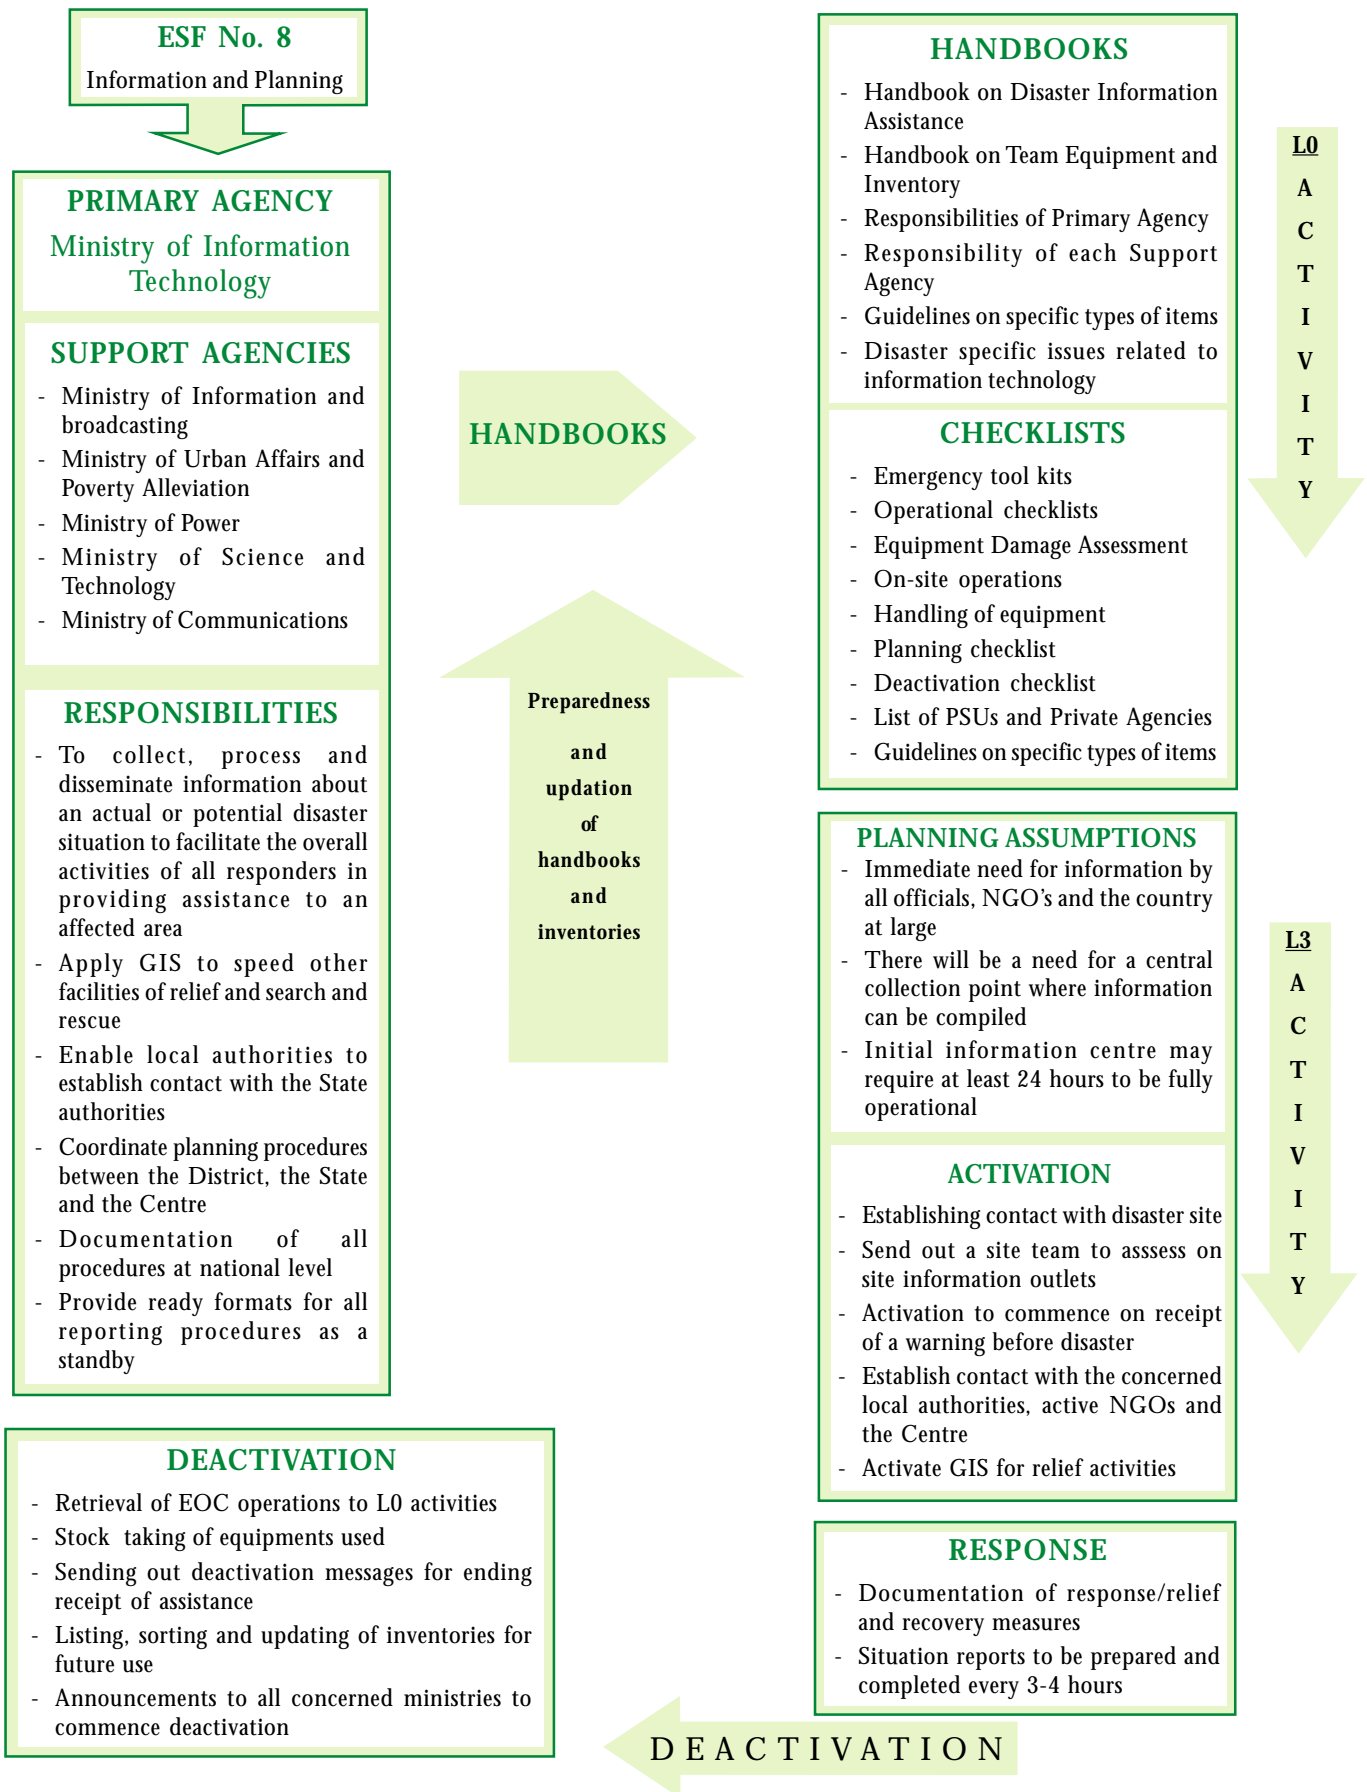 ESF No. 8
Information and Planning
PRIMARY AGENCY
Ministry of Information
Technology
SUPPORT AGENCIES
- Ministry of Information and
broadcasting
- Ministry of Urban Affairs and
Poverty Alleviation
- Ministry of Power
- Ministry of Science and
Technology
- Ministry of Communications
RESPONSIBILITIES
- To collect, process and
disseminate information about
an actual or potential disaster
situation to facilitate the overall
activities of all responders in
providing assistance to an
affected area
- Apply GIS to speed other
facilities of relief and search and
rescue
- Enable local authorities to
establish contact with the State
authorities
- Coordinate planning procedures
between the District, the State
and the Centre
- Documentation of all
procedures at national level
- Provide ready formats for all
reporting procedures as a
standby
HANDBOOKS
Preparedness
and
updation
of
handbooks
and
inventories
HANDBOOKS
- Handbook on Disaster Information
Assistance
- Handbook on Team Equipment and
Inventory
- Responsibilities of Primary Agency
- Responsibility of each Support
Agency
- Guidelines on specific types of items
- Disaster specific issues related to
information technology
CHECKLISTS
- Emergency tool kits
- Operational checklists
- Equipment Damage Assessment
- On-site operations
- Handling of equipment
- Planning checklist
- Deactivation checklist
- List of PSUs and Private Agencies
- Guidelines on specific types of items
L0
A
C
T
I
V
I
T
Y
PLANNING ASSUMPTIONS
- Immediate need for information by
all officials, NGO's and the country
at large
- There will be a need for a central
collection point where information
can be compiled
- Initial information centre may
require at least 24 hours to be fully
operational
ACTIVATION
- Establishing contact with disaster site
- Send out a site team to asssess on
site information outlets
- Activation to commence on receipt
of a warning before disaster
- Establish contact with the concerned
local authorities, active NGOs and
the Centre
- Activate GIS for relief activities
L3
A
C
T
I
V
I
T
Y
RESPONSE
- Documentation of response/relief
and recovery measures
- Situation reports to be prepared and
completed every 3-4 hours
DEACTIVATION
DEACTIVATION
- Retrieval of EOC operations to L0 activities
- Stock taking of equipments used
- Sending out deactivation messages for ending
receipt of assistance
- Listing, sorting and updating of inventories for
future use
- Announcements to all concerned ministries to
commence deactivation